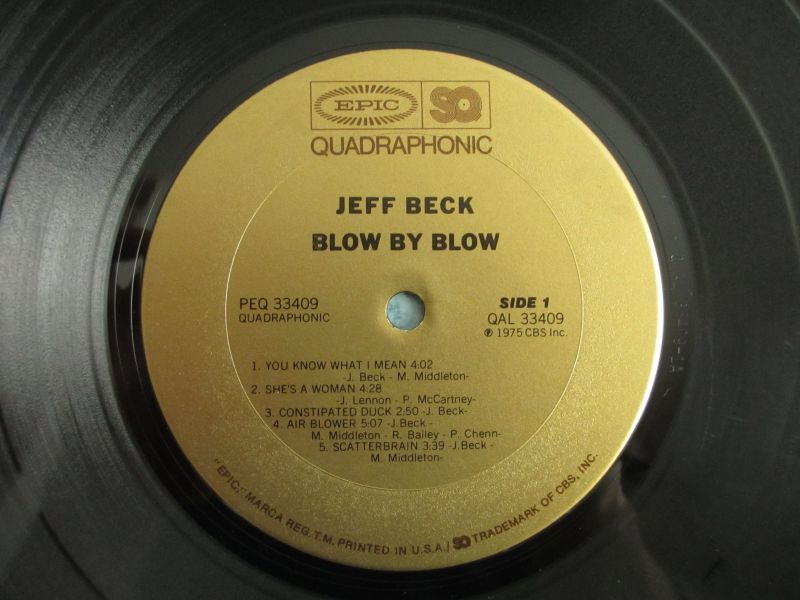 EPIC SQ
QUADRAPHONIC
JEFF BECK
BLOW BY BLOW
PEQ 33409
QUADRAPHONIC
SIDE 1
QAL 33409
℗ 1975 CBS Inc.
1. YOU KNOW WHAT I MEAN 4:02
-J. Beck - M. Middleton-
2. SHE'S A WOMAN 4:28
-J. Lennon - P. McCartney-
3. CONSTIPATED DUCK 2:50 -J. Beck-
4. AIR BLOWER 5:07 -J.Beck -
M. Middleton - R. Bailey - P. Chenn-
5. SCATTERBRAIN 3:39 -J.Beck -
M. Middleton-
"EPIC," MARCA REG. T.M. PRINTED IN U.S.A./ SQ TRADEMARK OF CBS, INC.